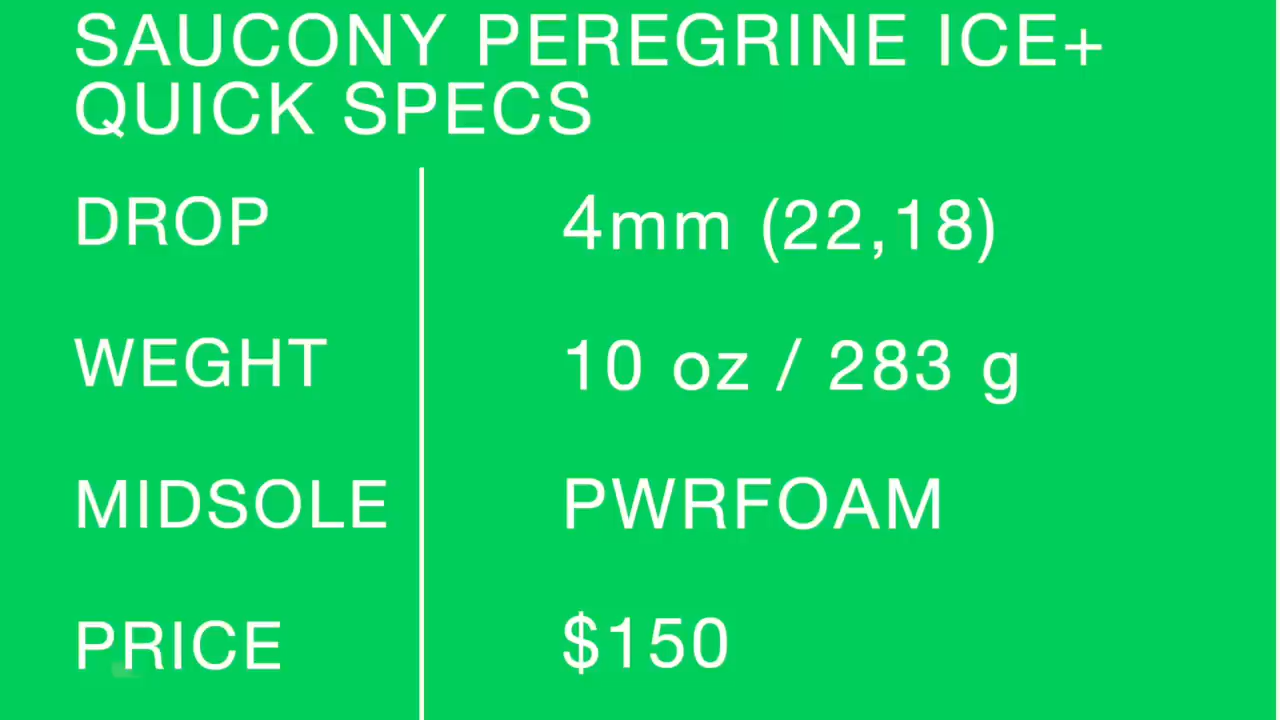 SAUCONY PEREGRINE ICE+
QUICK SPECS
DROP 4mm (22,18)
WEGHT 10 oz / 283 g
MIDSOLE PWRFOAM
PRICE $150